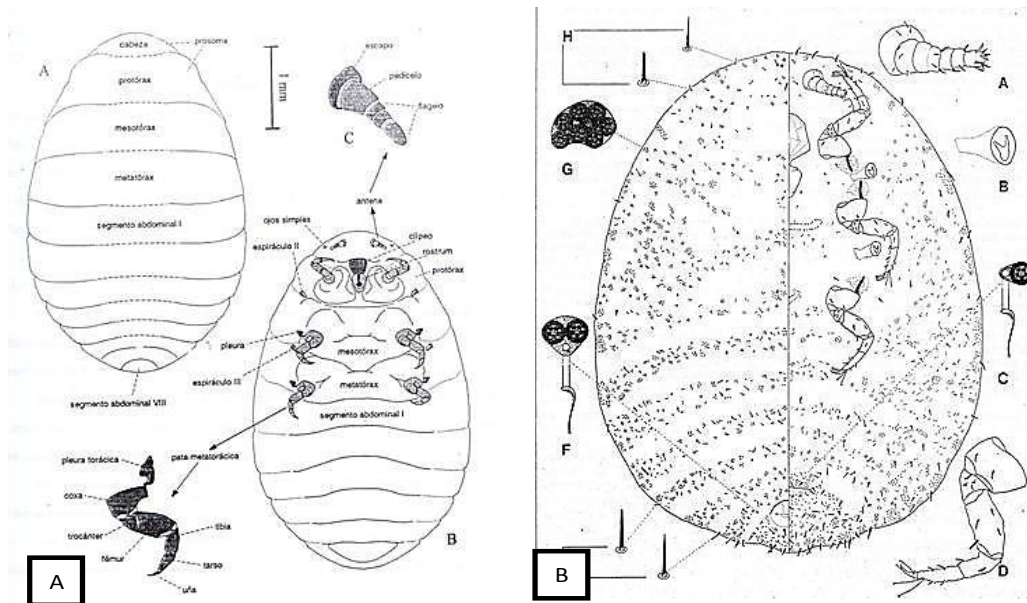 A
cabeza
prosoma
protórax
mesotórax
metatórax
segmento abdominal I
segmento abdominal VIII
1 mm
escapo
pedicelo
flagelo
C
antena
ojos simples
clípeo
espiráculo II
rostrum
protórax
pleura
mesotórax
espiráculo III
metatórax
segmento abdominal I
pata metatorácica
pleura torácica
coxa
trocánter
fémur
tibia
tarso
uña
B
A
H
A
G
B
C
F
D
B